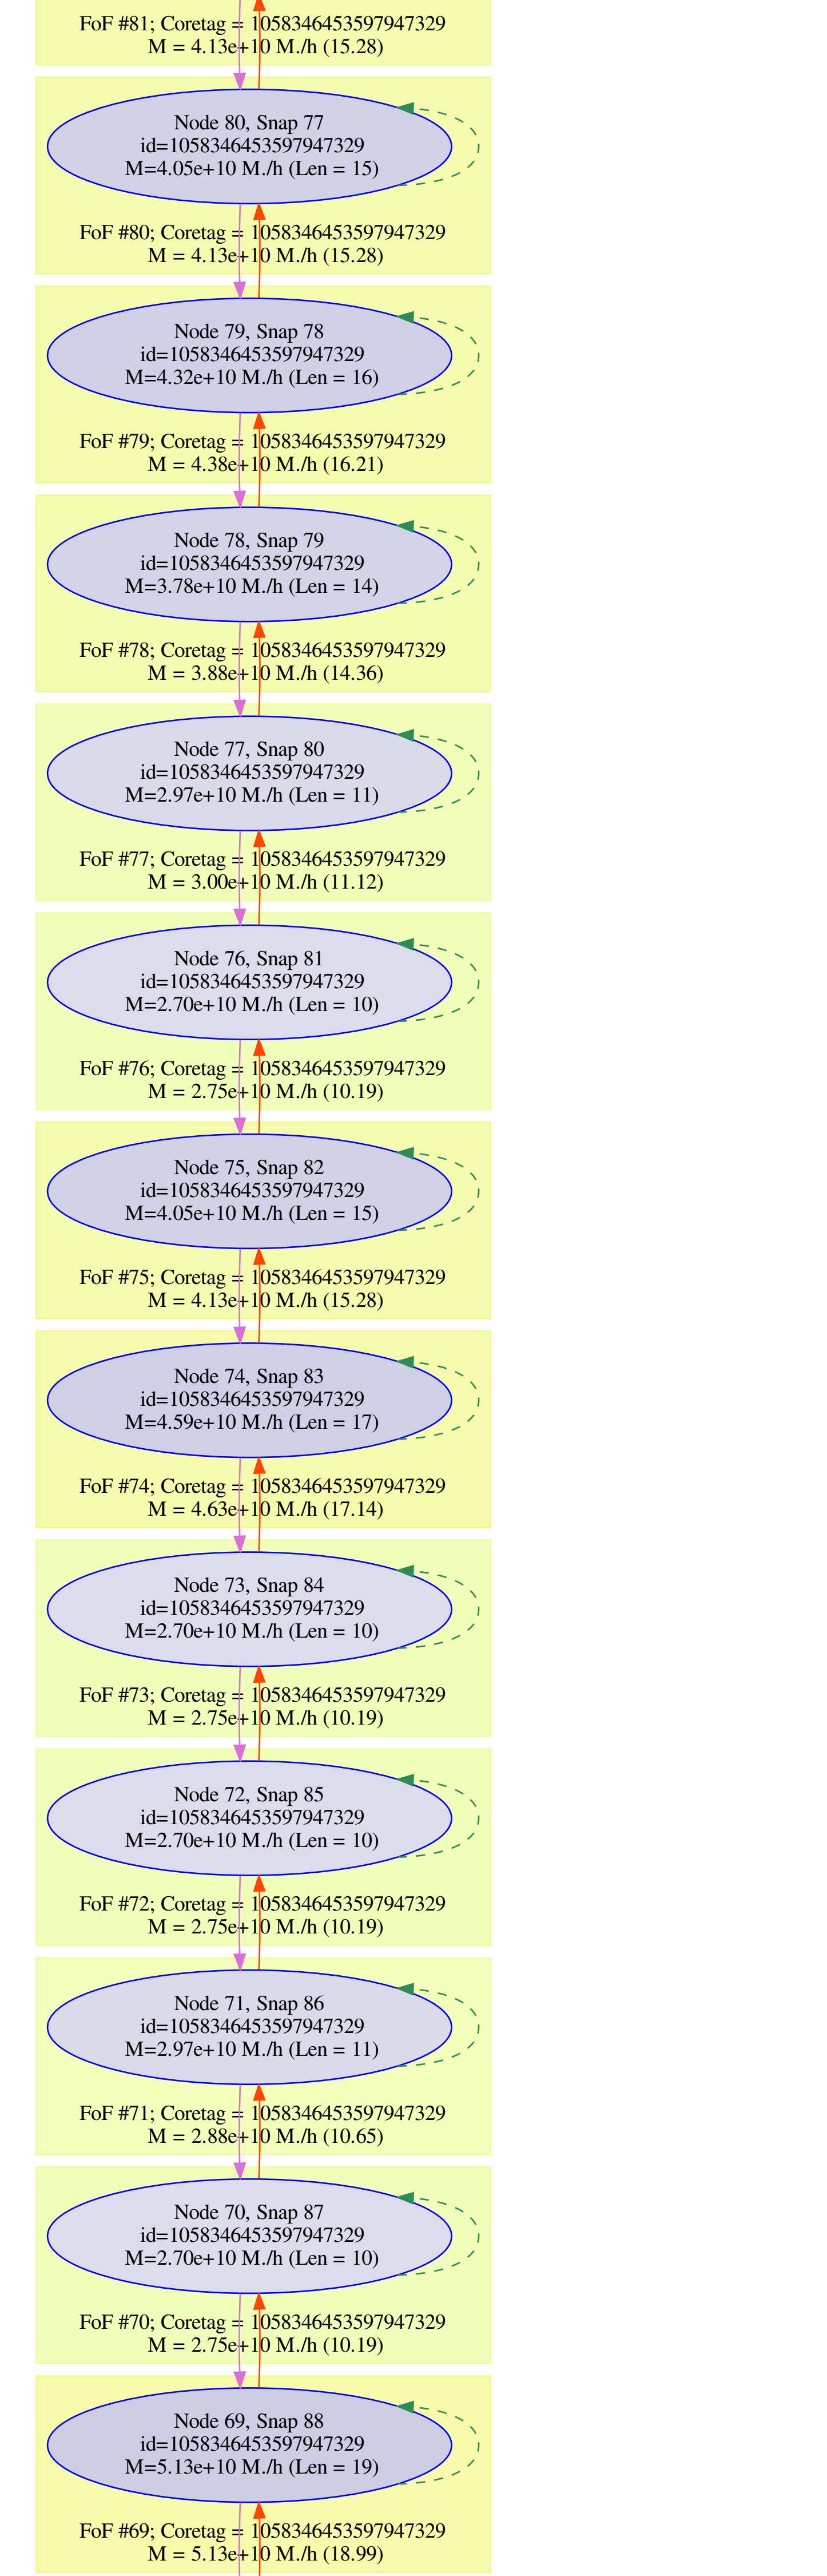 FoF #81; Coretag = 1058346453597947329
M = 4.13e+10 M./h (15.28)
Node 80, Snap 77
id=1058346453597947329
M=4.05e+10 M./h (Len = 15)
FoF #80; Coretag = 1058346453597947329
M = 4.13e+10 M./h (15.28)
Node 79, Snap 78
id=1058346453597947329
M=4.32e+10 M./h (Len = 16)
FoF #79; Coretag = 1058346453597947329
M = 4.38e+10 M./h (16.21)
Node 78, Snap 79
id=1058346453597947329
M=3.78e+10 M./h (Len = 14)
FoF #78; Coretag = 1058346453597947329
M = 3.88e+10 M./h (14.36)
Node 77, Snap 80
id=1058346453597947329
M=2.97e+10 M./h (Len = 11)
FoF #77; Coretag = 1058346453597947329
M = 3.00e+10 M./h (11.12)
Node 76, Snap 81
id=1058346453597947329
M=2.70e+10 M./h (Len = 10)
FoF #76; Coretag = 1058346453597947329
M = 2.75e+10 M./h (10.19)
Node 75, Snap 82
id=1058346453597947329
M=4.05e+10 M./h (Len = 15)
FoF #75; Coretag = 1058346453597947329
M = 4.13e+10 M./h (15.28)
Node 74, Snap 83
id=1058346453597947329
M=4.59e+10 M./h (Len = 17)
FoF #74; Coretag = 1058346453597947329
M = 4.63e+10 M./h (17.14)
Node 73, Snap 84
id=1058346453597947329
M=2.70e+10 M./h (Len = 10)
FoF #73; Coretag = 1058346453597947329
M = 2.75e+10 M./h (10.19)
Node 72, Snap 85
id=1058346453597947329
M=2.70e+10 M./h (Len = 10)
FoF #72; Coretag = 1058346453597947329
M = 2.75e+10 M./h (10.19)
Node 71, Snap 86
id=1058346453597947329
M=2.97e+10 M./h (Len = 11)
FoF #71; Coretag = 1058346453597947329
M = 2.88e+10 M./h (10.65)
Node 70, Snap 87
id=1058346453597947329
M=2.70e+10 M./h (Len = 10)
FoF #70; Coretag = 1058346453597947329
M = 2.75e+10 M./h (10.19)
Node 69, Snap 88
id=1058346453597947329
M=5.13e+10 M./h (Len = 19)
FoF #69; Coretag = 1058346453597947329
M = 5.13e+10 M./h (18.99)